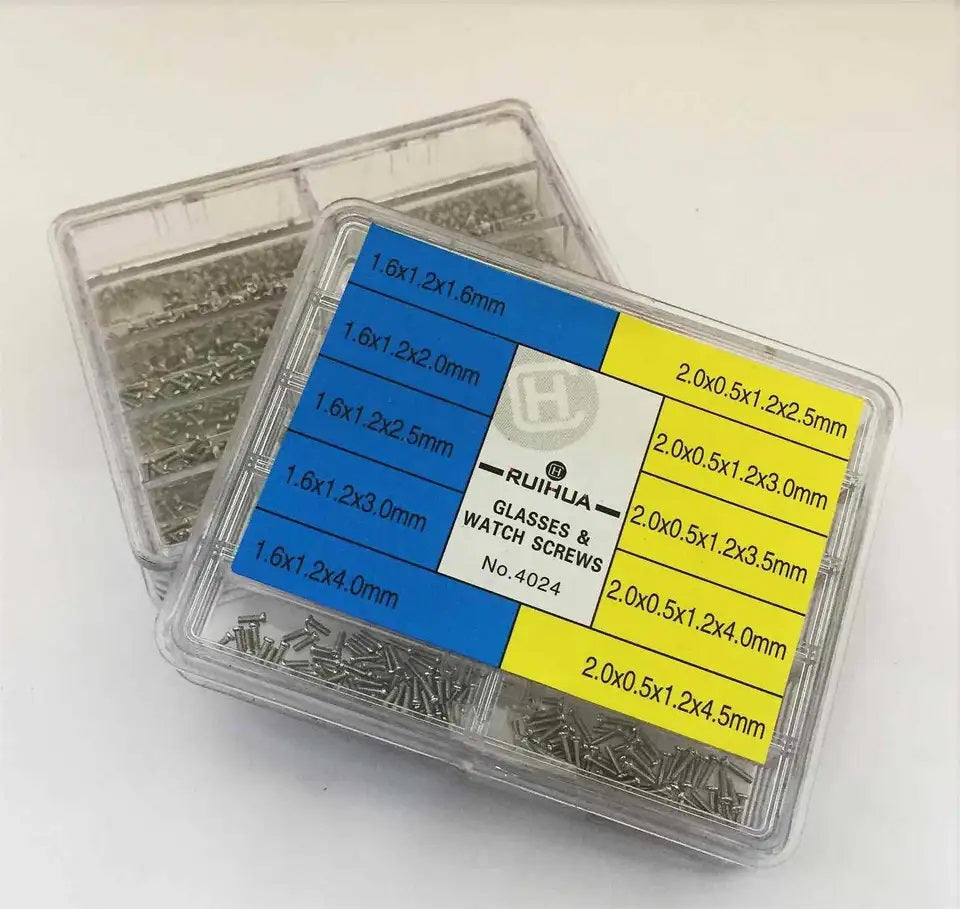 1.6x1.2x1.6mm
1.6x1.2x2.0mm
1.6x1.2x2.5mm
1.6x1.2x3.0mm
1.6x1.2x4.0mm
H
H
RUIHUA
GLASSES &
WATCH SCREWS
No.4024
2.0x0.5x1.2x2.5mm
2.0x0.5x1.2x3.0mm
2.0x0.5x1.2x3.5mm
2.0x0.5x1.2x4.0mm
2.0x0.5x1.2x4.5mm